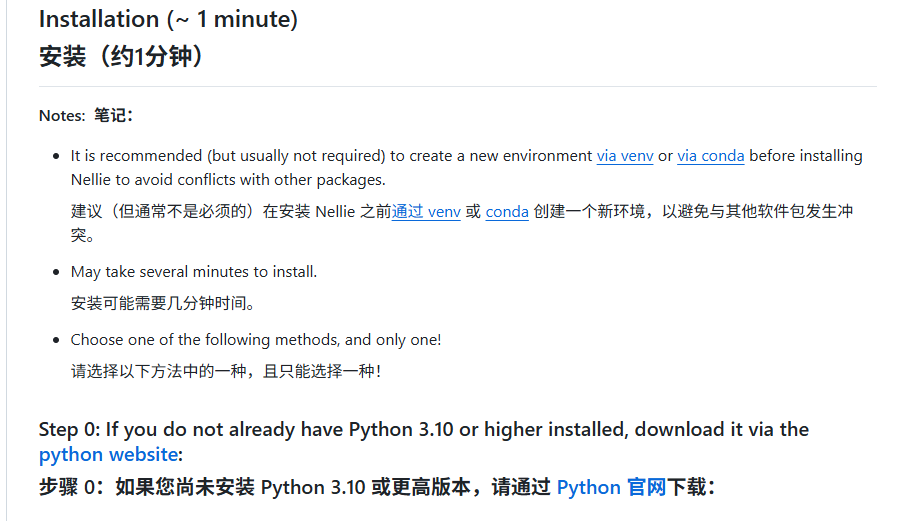 Installation (~ 1 minute)
安装（约1分钟）
Notes: 笔记：
It is recommended (but usually not required) to create a new environment via venv or via conda before installing
Nellie to avoid conflicts with other packages.
建议（但通常不是必须的）在安装 Nellie 之前通过 venv 或 conda 创建一个新环境，以避免与其他软件包发生冲
突。
May take several minutes to install.
安装可能需要几分钟时间。
Choose one of the following methods, and only one!
请选择以下方法中的一种，且只能选择一种！
Step 0: If you do not already have Python 3.10 or higher installed, download it via the
python website:
步骤 0：如果您尚未安装 Python 3.10 或更高版本，请通过 Python 官网下载：